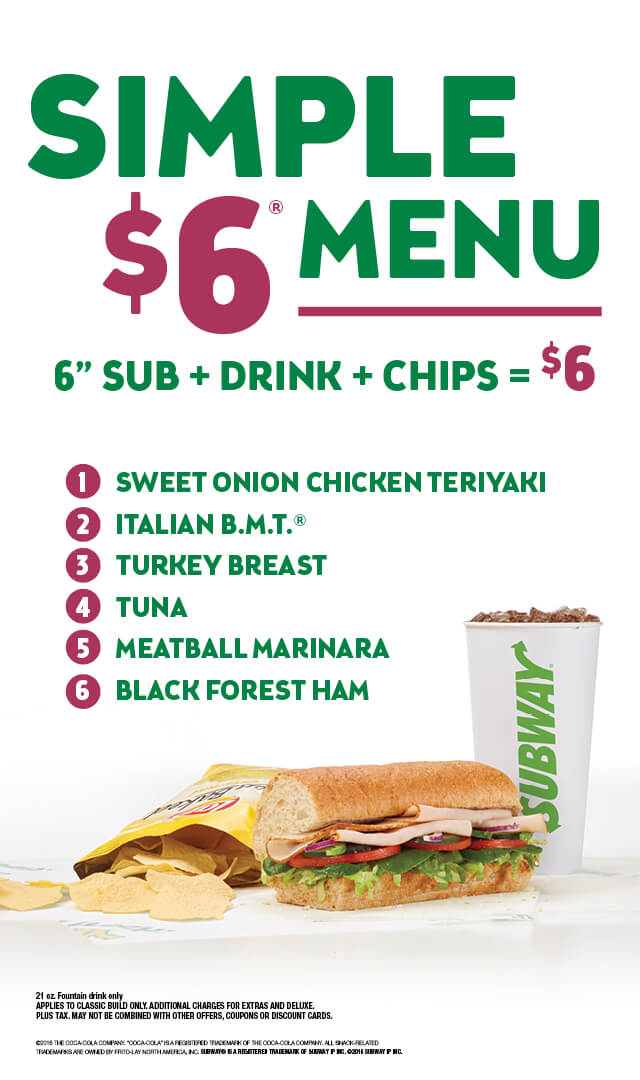 SIMPLE
$6® MENU
6” SUB + DRINK + CHIPS = $6
1 SWEET ONION CHICKEN TERIYAKI
2 ITALIAN B.M.T.®
3 TURKEY BREAST
4 TUNA
5 MEATBALL MARINARA
6 BLACK FOREST HAM
SUBWAY
Lay's
Baked
21 oz. Fountain drink only
APPLIES TO CLASSIC BUILD ONLY. ADDITIONAL CHARGES FOR EXTRAS AND DELUXE.
PLUS TAX. MAY NOT BE COMBINED WITH OTHER OFFERS, COUPONS OR DISCOUNT CARDS.
©2016 THE COCA-COLA COMPANY. "COCA-COLA" IS A REGISTERED TRADEMARK OF THE COCA-COLA COMPANY. ALL SNACK-RELATED
TRADEMARKS ARE OWNED BY FRITO-LAY NORTH AMERICA, INC. SUBWAY® IS A REGISTERED TRADEMARK OF SUBWAY IP INC. ©2016 SUBWAY IP INC.